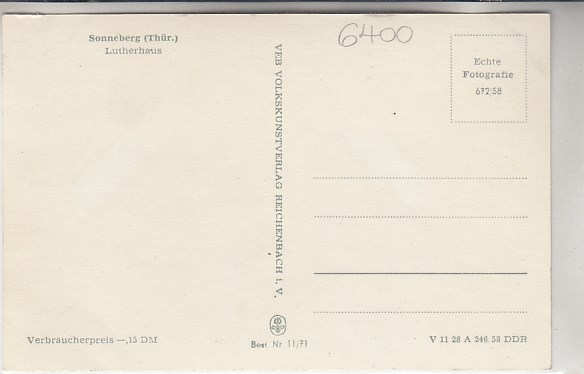 Sonneberg (Thür.)
Lutherhaus
6400
Echte
Fotografie
672/58
VEB VOLKSKUNSTVERLAG REICHENBACH i. V.
Verbraucherpreis —,15 DM
Best Nr 11/71
V 11 28 A 246 58 DDR